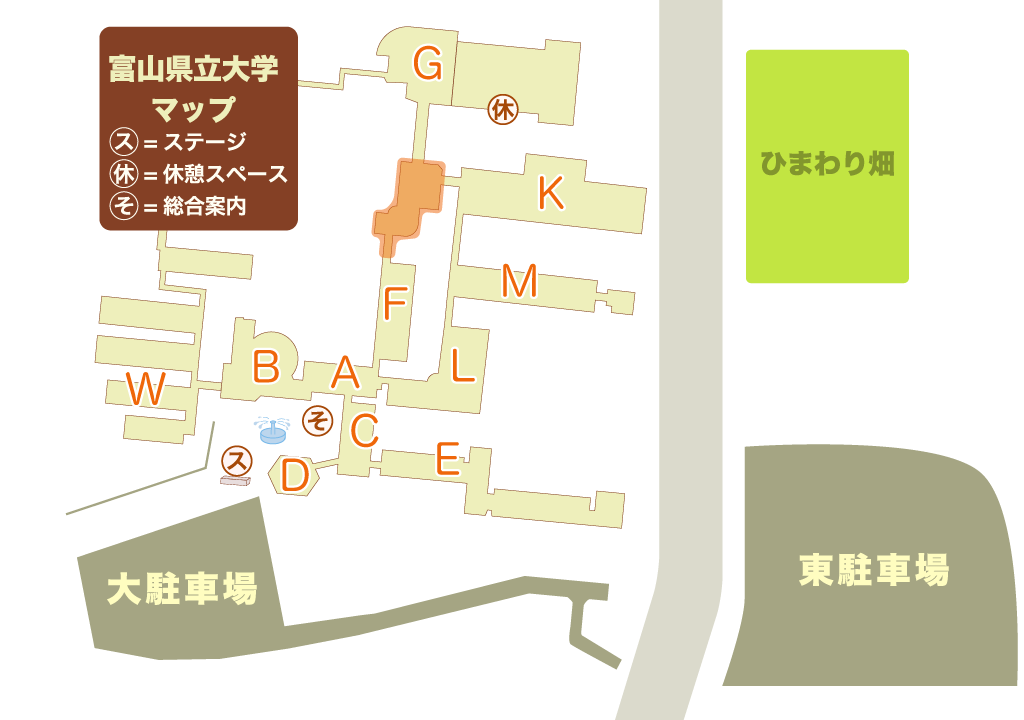 富山県立大学
マップ
ス = ステージ
休 = 休憩スペース
そ = 総合案内
G
休
ひまわり畑
K
M
F
B
A
L
W
そ
C
ス
D
E
大駐車場
東駐車場